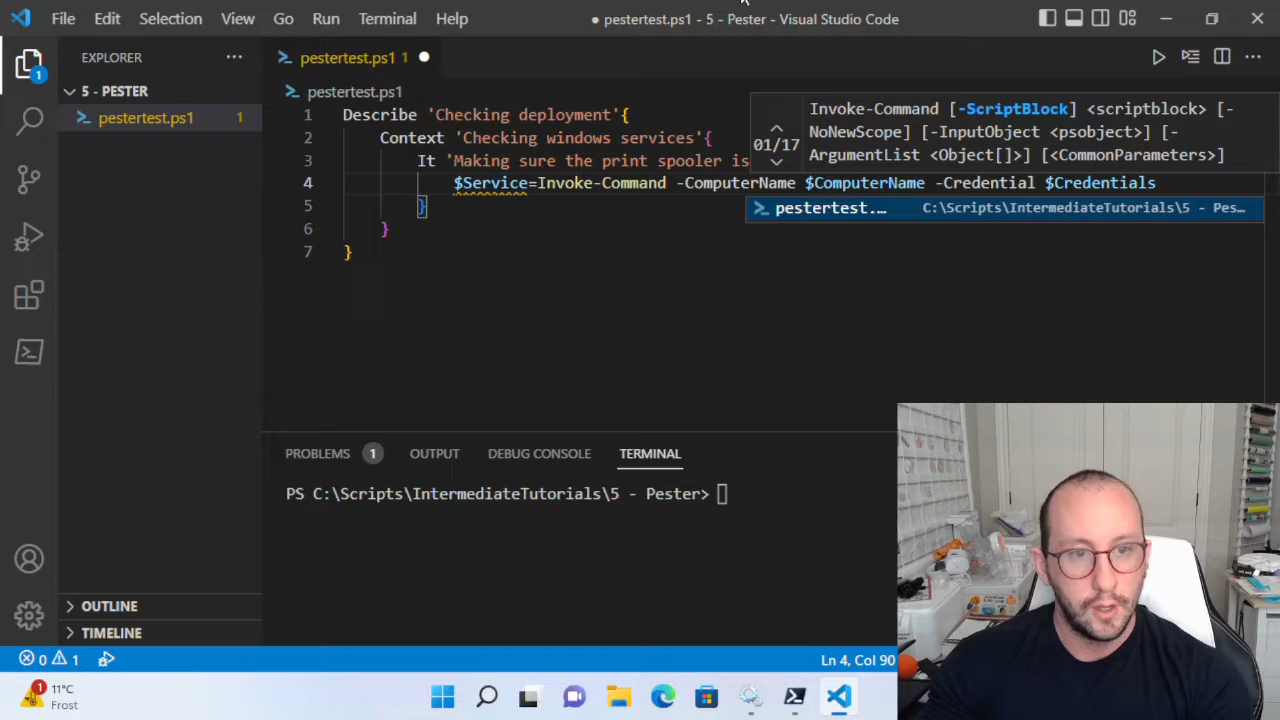 File Edit Selection View Go Run Terminal Help
● pestertest.ps1 - 5 - Pester - Visual Studio Code
EXPLORER
5 - PESTER
pestertest.ps1 1
OUTLINE
TIMELINE
pestertest.ps1 1
pestertest.ps1
1 Describe 'Checking deployment'{
2 Context 'Checking windows services'{
3 It 'Making sure the print spooler is
4 $Service=Invoke-Command -ComputerName $ComputerName -Credential $Credentials
5 }
6 }
7 }
01/17
Invoke-Command [-ScriptBlock] <scriptblock> [-
NoNewScope] [-InputObject <psobject>] [-
ArgumentList <Object[]>] [<CommonParameters>]
pestertest.… C:\Scripts\IntermediateTutorials\5 - Pes…
PROBLEMS 1 OUTPUT DEBUG CONSOLE TERMINAL
PS C:\Scripts\IntermediateTutorials\5 - Pester>
1
0 1
Ln 4, Col 90
1
11°C
Frost